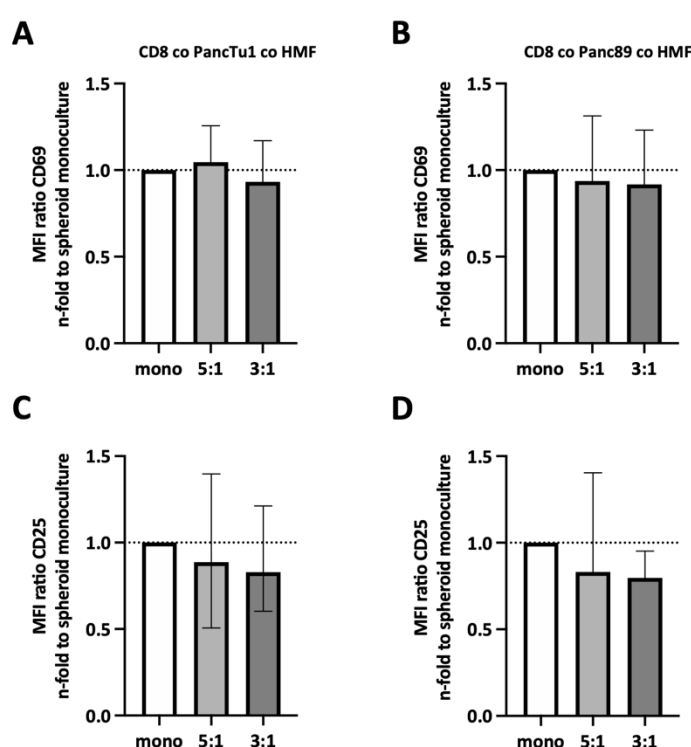 A
CD8 co PancTu1 co HMF
MFI ratio CD69
n-fold to spheroid monoculture
1.5
1.0
0.5
0.0
mono 5:1 3:1
B
CD8 co Panc89 co HMF
MFI ratio CD69
n-fold to spheroid monoculture
1.5
1.0
0.5
0.0
mono 5:1 3:1
C
MFI ratio CD25
n-fold to spheroid monoculture
1.5
1.0
0.5
0.0
mono 5:1 3:1
D
MFI ratio CD25
n-fold to spheroid monoculture
1.5
1.0
0.5
0.0
mono 5:1 3:1